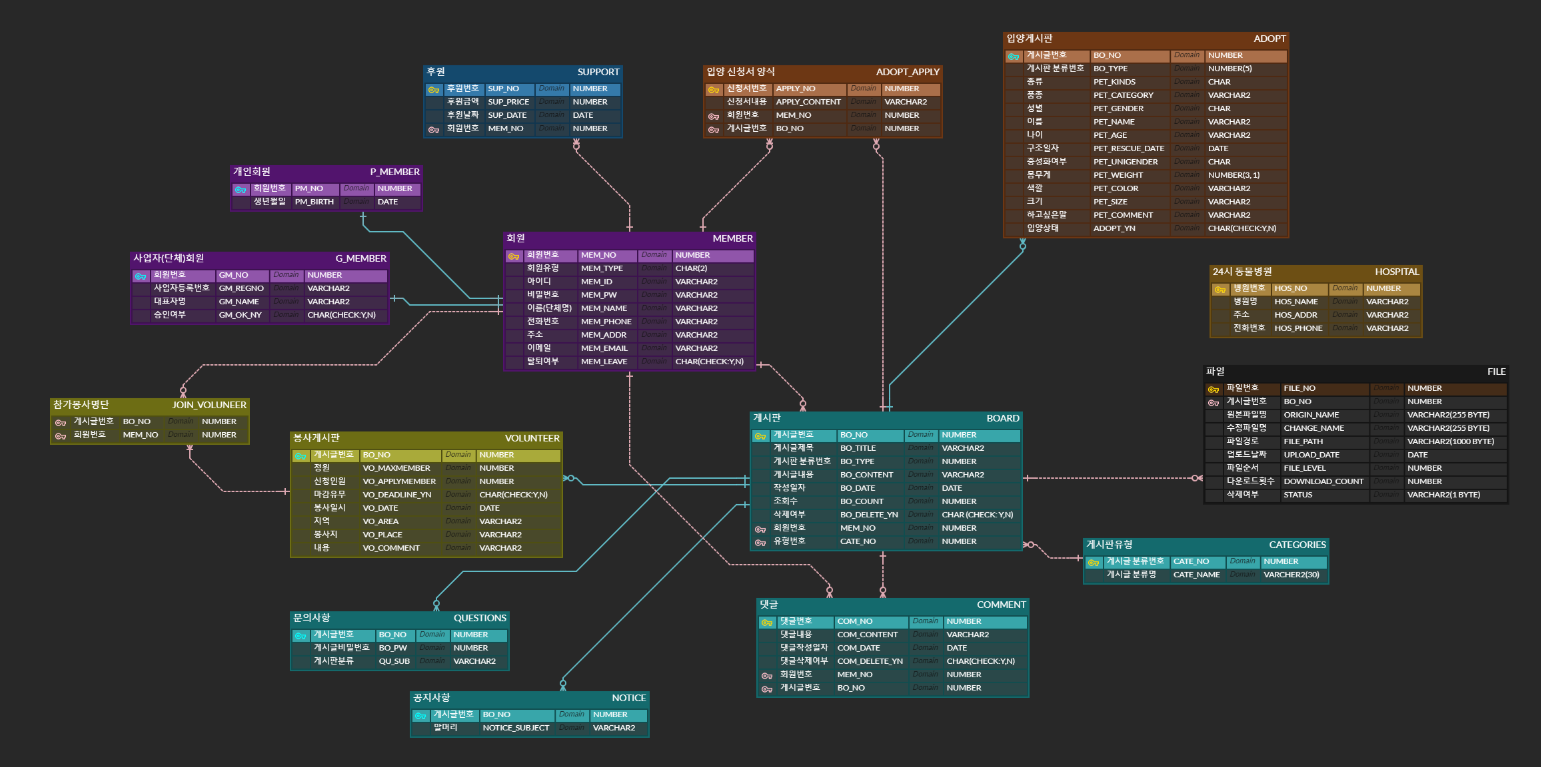 입양게시판 ADOPT
게시글번호 BO_NO Domain NUMBER
게시판 분류번호 BO_TYPE Domain NUMBER(5)
종류 PET_KINDS Domain CHAR
품종 PET_CATEGORY Domain VARCHAR2
성별 PET_GENDER Domain CHAR
이름 PET_NAME Domain VARCHAR2
나이 PET_AGE Domain VARCHAR2
구조일자 PET_RESCUE_DATE Domain DATE
중성화여부 PET_UNIGENDER Domain CHAR
몸무게 PET_WEIGHT Domain NUMBER(3, 1)
색깔 PET_COLOR Domain VARCHAR2
크기 PET_SIZE Domain VARCHAR2
하고싶은말 PET_COMMENT Domain VARCHAR2
입양상태 ADOPT_YN Domain CHAR(CHECK:Y,N)
후원 SUPPORT
후원번호 SUP_NO Domain NUMBER
후원금액 SUP_PRICE Domain NUMBER
후원날짜 SUP_DATE Domain DATE
회원번호 MEM_NO Domain NUMBER
입양 신청서 양식 ADOPT_APPLY
신청서번호 APPLY_NO Domain NUMBER
신청서내용 APPLY_CONTENT Domain VARCHAR2
회원번호 MEM_NO Domain NUMBER
게시글번호 BO_NO Domain NUMBER
개인회원 P_MEMBER
회원번호 PM_NO Domain NUMBER
생년월일 PM_BIRTH Domain DATE
사업자(단체)회원 G_MEMBER
회원번호 GM_NO Domain NUMBER
사업자등록번호 GM_REGNO Domain VARCHAR2
대표자명 GM_NAME Domain VARCHAR2
승인여부 GM_OK_NY Domain CHAR(CHECK:Y,N)
회원 MEMBER
회원번호 MEM_NO Domain NUMBER
회원유형 MEM_TYPE Domain CHAR(2)
아이디 MEM_ID Domain VARCHAR2
비밀번호 MEM_PW Domain VARCHAR2
이름(단체명) MEM_NAME Domain VARCHAR2
전화번호 MEM_PHONE Domain VARCHAR2
주소 MEM_ADDR Domain VARCHAR2
이메일 MEM_EMAIL Domain VARCHAR2
탈퇴여부 MEM_LEAVE Domain CHAR(CHECK:Y,N)
24시 동물병원 HOSPITAL
병원번호 HOS_NO Domain NUMBER
병원명 HOS_NAME Domain VARCHAR2
주소 HOS_ADDR Domain VARCHAR2
전화번호 HOS_PHONE Domain VARCHAR2
파일 FILE
파일번호 FILE_NO Domain NUMBER
게시글번호 BO_NO Domain NUMBER
원본파일명 ORIGIN_NAME Domain VARCHAR2(255 BYTE)
수정파일명 CHANGE_NAME Domain VARCHAR2(255 BYTE)
파일경로 FILE_PATH Domain VARCHAR2(1000 BYTE)
업로드날짜 UPLOAD_DATE Domain DATE
파일순서 FILE_LEVEL Domain NUMBER
다운로드횟수 DOWNLOAD_COUNT Domain NUMBER
삭제여부 STATUS Domain VARCHAR2(1 BYTE)
참가봉사명단 JOIN_VOLUNEER
게시글번호 BO_NO Domain NUMBER
회원번호 MEM_NO Domain NUMBER
봉사게시판 VOLUNTEER
게시글번호 BO_NO Domain NUMBER
정원 VO_MAXMEMBER Domain NUMBER
신청인원 VO_APPLYMEMBER Domain NUMBER
마감유무 VO_DEADLINE_YN Domain CHAR(CHECK:Y,N)
봉사일시 VO_DATE Domain DATE
지역 VO_AREA Domain VARCHAR2
봉사지 VO_PLACE Domain VARCHAR2
내용 VO_COMMENT Domain VARCHAR2
게시판 BOARD
게시글번호 BO_NO Domain NUMBER
게시글제목 BO_TITLE Domain VARCHAR2
게시판 분류번호 BO_TYPE Domain NUMBER
게시글내용 BO_CONTENT Domain VARCHAR2
작성일자 BO_DATE Domain DATE
조회수 BO_COUNT Domain NUMBER
삭제여부 BO_DELETE_YN Domain CHAR (CHECK: Y,N)
회원번호 MEM_NO Domain NUMBER
유형번호 CATE_NO Domain NUMBER
게시판유형 CATEGORIES
게시글 분류번호 CATE_NO Domain NUMBER
게시글 분류명 CATE_NAME Domain VARCHER2(30)
문의사항 QUESTIONS
게시글번호 BO_NO Domain NUMBER
게시글비밀번호 BO_PW Domain NUMBER
게시판분류 QU_SUB Domain VARCHAR2
댓글 COMMENT
댓글번호 COM_NO Domain NUMBER
댓글내용 COM_CONTENT Domain VARCHAR2
댓글작성일자 COM_DATE Domain DATE
댓글삭제여부 COM_DELETE_YN Domain CHAR(CHECK:Y,N)
회원번호 MEM_NO Domain NUMBER
게시글번호 BO_NO Domain NUMBER
공지사항 NOTICE
게시글번호 BO_NO Domain NUMBER
말머리 NOTICE_SUBJECT Domain VARCHAR2